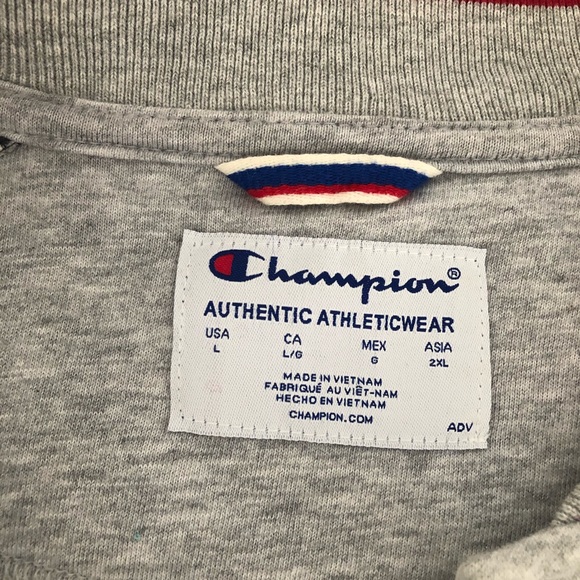 Champion®
AUTHENTIC ATHLETICWEAR
USA CA MEX ASIA
L L/G G 2XL
MADE IN VIETNAM
FABRIQUÉ AU VIÊT-NAM
HECHO EN VIETNAM
CHAMPION.COM
ADV